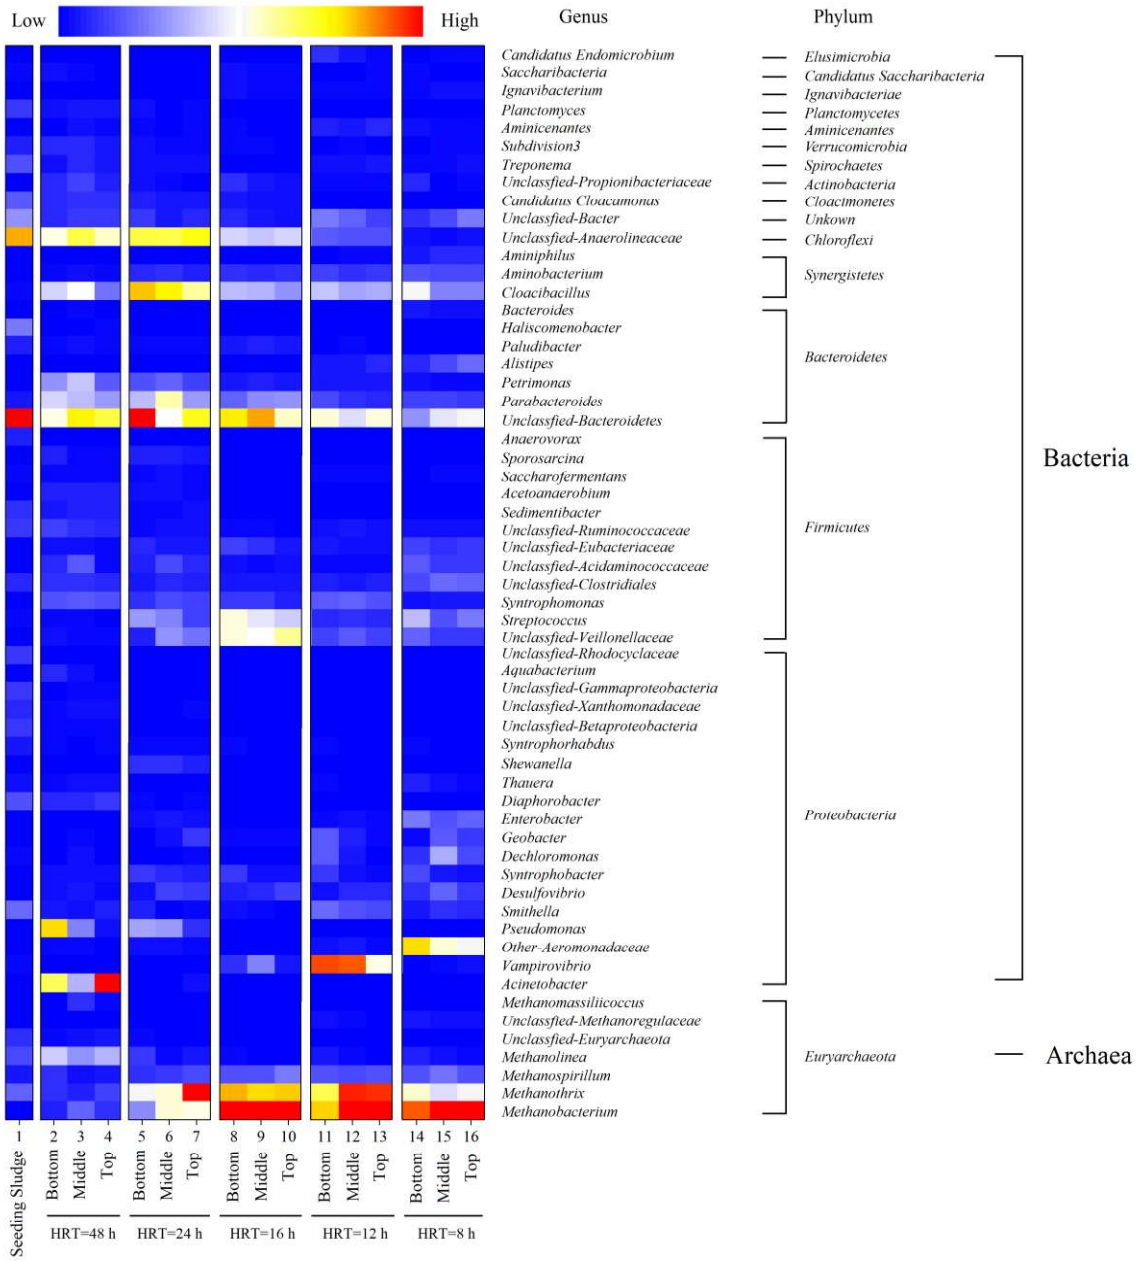 Low High Genus Phylum
Candidatus Endomicrobium Elusimicrobia
Saccharibacteria Candidatus Saccharibacteria
Ignavibacterium Ignavibacteriae
Planctomyces Planctomycetes
Aminicenantes Aminicenantes
Subdivision3 Verrucomicrobia
Treponema Spirochaetes
Unclassfied-Propionibacteriaceae Actinobacteria
Candidatus Cloacamonas Cloacimonetes
Unclassfied-Bacter Unkown
Unclassfied-Anaerolineaceae Chloroflexi
Aminiphilus
Aminobacterium Synergistetes
Cloacibacillus
Bacteroides
Haliscomenobacter
Paludibacter
Alistipes Bacteroidetes
Petrimonas
Parabacteroides
Unclassfied-Bacteroidetes
Anaerovorax
Sporosarcina Bacteria
Saccharofermentans
Acetoanaerobium
Sedimentibacter
Unclassfied-Ruminococcaceae Firmicutes
Unclassfied-Eubacteriaceae
Unclassfied-Acidaminococcaceae
Unclassfied-Clostridiales
Syntrophomonas
Streptococcus
Unclassfied-Veillonellaceae
Unclassfied-Rhodocyclaceae
Aquabacterium
Unclassfied-Gammaproteobacteria
Unclassfied-Xanthomonadaceae
Unclassfied-Betaproteobacteria
Syntrophorhabdus
Shewanella
Thauera
Diaphorobacter
Enterobacter Proteobacteria
Geobacter
Dechloromonas
Syntrophobacter
Desulfovibrio
Smithella
Pseudomonas
Other-Aeromonadaceae
Vampirovibrio
Acinetobacter
Methanomassiliicoccus
Unclassfied-Methanoregulaceae
Unclassfied-Euryarchaeota
Methanolinea Euryarchaeota Archaea
Methanospirillum
Methanothrix
Methanobacterium
1 2 3 4 5 6 7 8 9 10 11 12 13 14 15 16
Seeding Sludge Bottom Middle Top Bottom Middle Top Bottom Middle Top Bottom Middle Top Bottom Middle Top
HRT=48 h HRT=24 h HRT=16 h HRT=12 h HRT=8 h